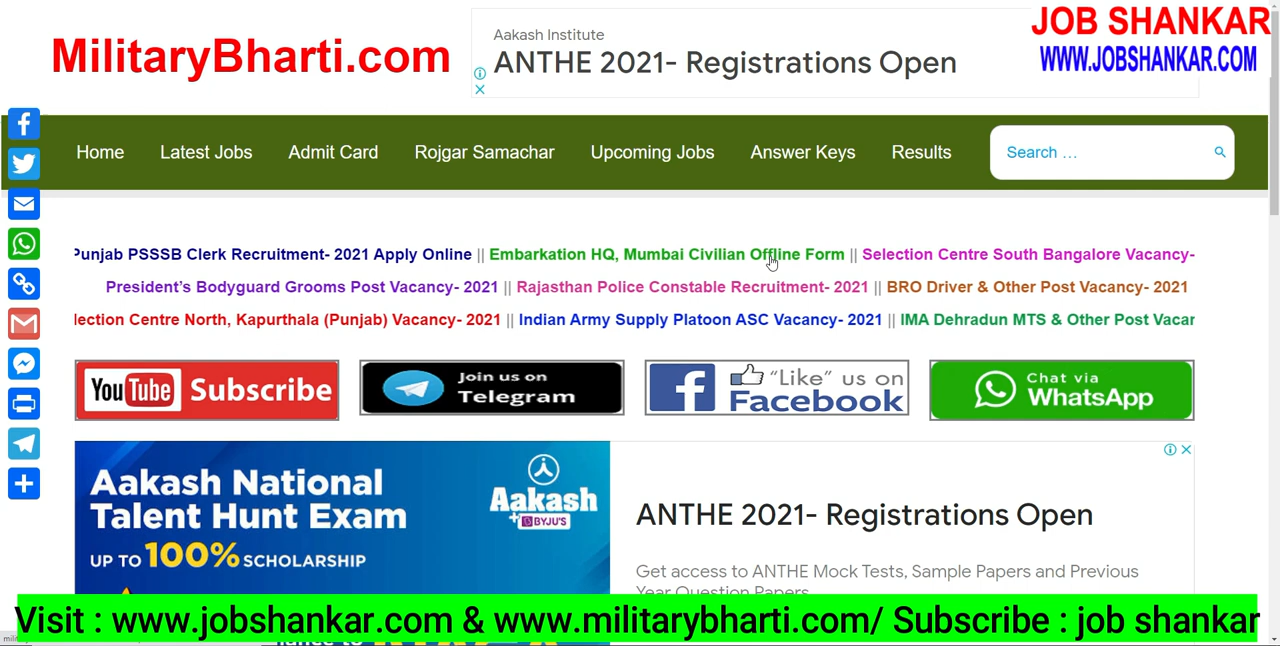 JOB SHANKAR
Aakash Institute
MilitaryBharti.com
ANTHE 2021- Registrations Open
WWW.JOBSHANKAR.COM
Home Latest Jobs Admit Card Rojgar Samachar Upcoming Jobs Answer Keys Results Search …
Punjab PSSSB Clerk Recruitment- 2021 Apply Online || Embarkation HQ, Mumbai Civilian Offline Form || Selection Centre South Bangalore Vacancy-
President’s Bodyguard Grooms Post Vacancy- 2021 || Rajasthan Police Constable Recruitment- 2021 || BRO Driver & Other Post Vacancy- 2021
lection Centre North, Kapurthala (Punjab) Vacancy- 2021 || Indian Army Supply Platoon ASC Vacancy- 2021 || IMA Dehradun MTS & Other Post Vacar
YouTube Subscribe
Join us on
Telegram
"Like" us on
Facebook
Chat via
WhatsApp
Aakash National
Talent Hunt Exam
UP TO 100% SCHOLARSHIP
Aakash
+ BYJU'S
ANTHE 2021- Registrations Open
Get access to ANTHE Mock Tests, Sample Papers and Previous
Year Question Papers
Visit : www.jobshankar.com & www.militarybharti.com/ Subscribe : job shankar